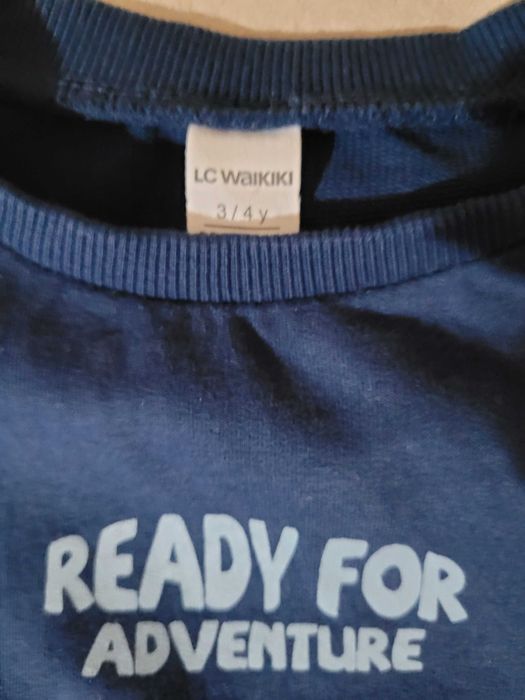 LC WAIKIKI
3 / 4 y
READY FOR
ADVENTURE